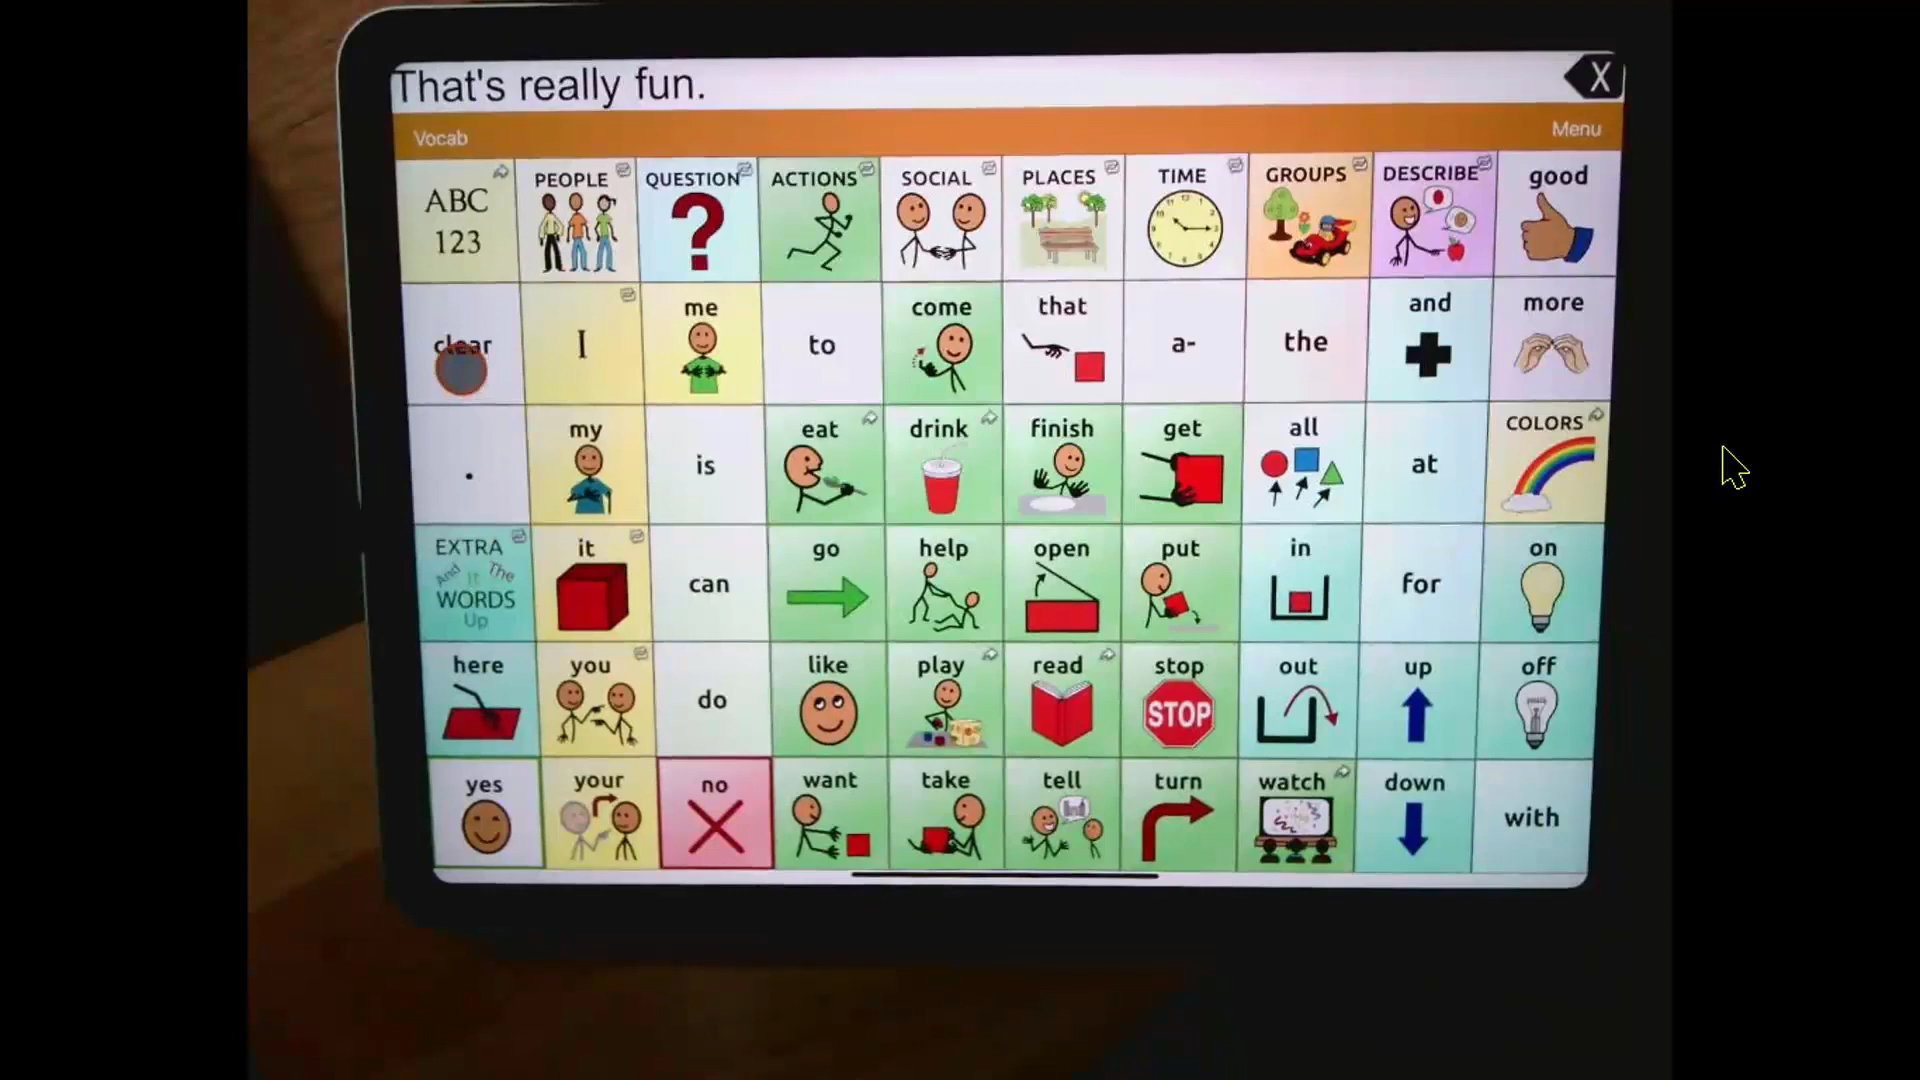 That's really fun.
X
Vocab
Menu
ABC 123
PEOPLE
QUESTION
?
ACTIONS
SOCIAL
PLACES
TIME
GROUPS
DESCRIBE
good
clear
I
me
to
come
that
a-
the
and
more
.
my
is
eat
drink
finish
get
all
at
COLORS
EXTRA
And It The
WORDS
Up
it
can
go
help
open
put
in
for
on
here
you
do
like
play
read
stop
STOP
out
up
off
yes
your
no
want
take
tell
turn
watch
down
with